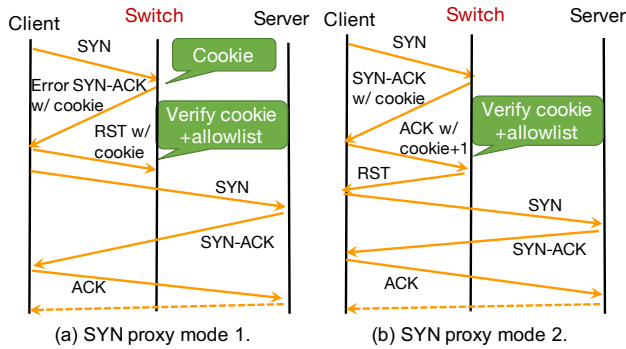 Client
Switch
Server
SYN
Cookie
Error SYN-ACK
w/ cookie
Verify cookie
+allowlist
RST w/
cookie
SYN
SYN-ACK
ACK
(a) SYN proxy mode 1.
Client
Switch
Server
SYN
SYN-ACK
w/ cookie
Verify cookie
+allowlist
ACK w/
cookie+1
RST
SYN
SYN-ACK
ACK
(b) SYN proxy mode 2.